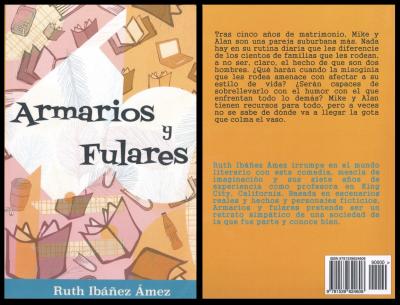 Armarios
y
Fulares
Ruth Ibáñez Ámez
Tras cinco años de matrimonio, Mike y
Alan son una pareja suburbana más. Nada
hay en su rutina diaria que les diferencie
de los cientos de familias que les rodean,
a no ser, claro, el hecho de que son dos
hombres. ¿Qué harán cuando la misoginia
que les rodea amenace con afectar a su
estilo de vida? ¿Serán capaces de
sobrellevarlo con el humor con el que
enfrentan todo lo demás? Mike y Alan
tienen recursos para todo, pero a veces
no se sabe de dónde va a llegar la gota
que colma el vaso.
Ruth Ibáñez Ámez irrumpe en el mundo
literario con esta comedia, mezcla de
imaginación y sus siete años de
experiencia como profesora en King
City, California. Basada en escenarios
reales y hechos y personajes ficticios,
Armarios y fulares pretende ser un
retrato simpático de una sociedad de
la que fue parte y conoce bien.
90000 >